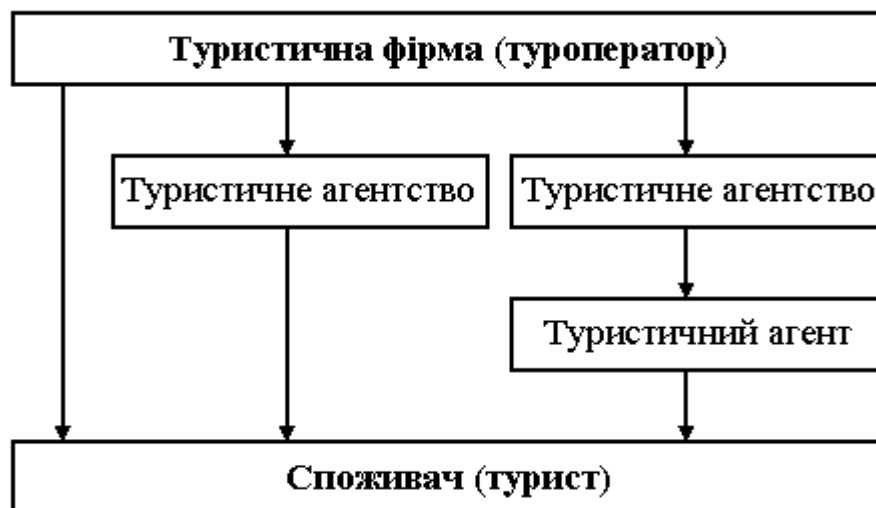 Туристична фірма (туроператор)
Туристичне агентство
Туристичне агентство
Туристичний агент
Споживач (турист)